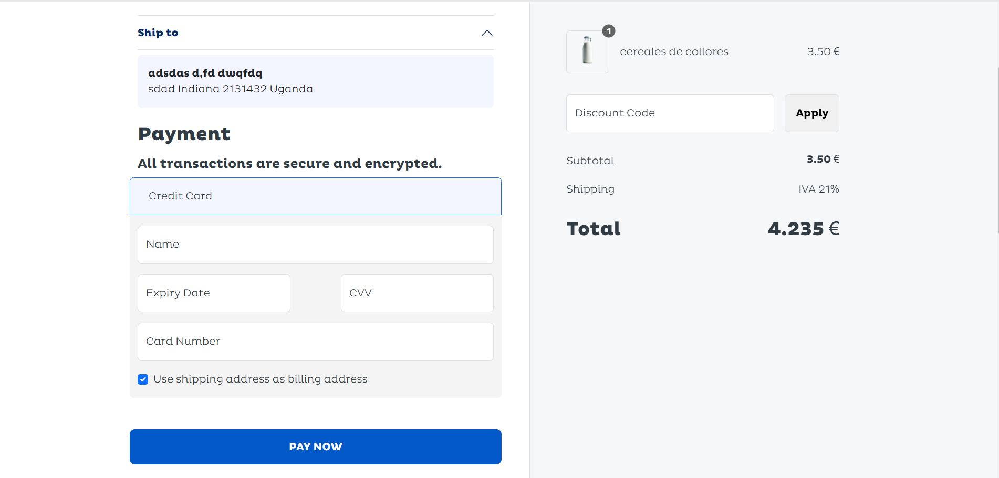 Ship to
adsdas d,fd dwqfdq
sdad Indiana 2131432 Uganda
Payment
All transactions are secure and encrypted.
Credit Card
Name
Expiry Date
CVV
Card Number
Use shipping address as billing address
PAY NOW
1
cereales de collores
3.50 €
Discount Code
Apply
Subtotal
3.50 €
Shipping
IVA 21%
Total
4.235 €